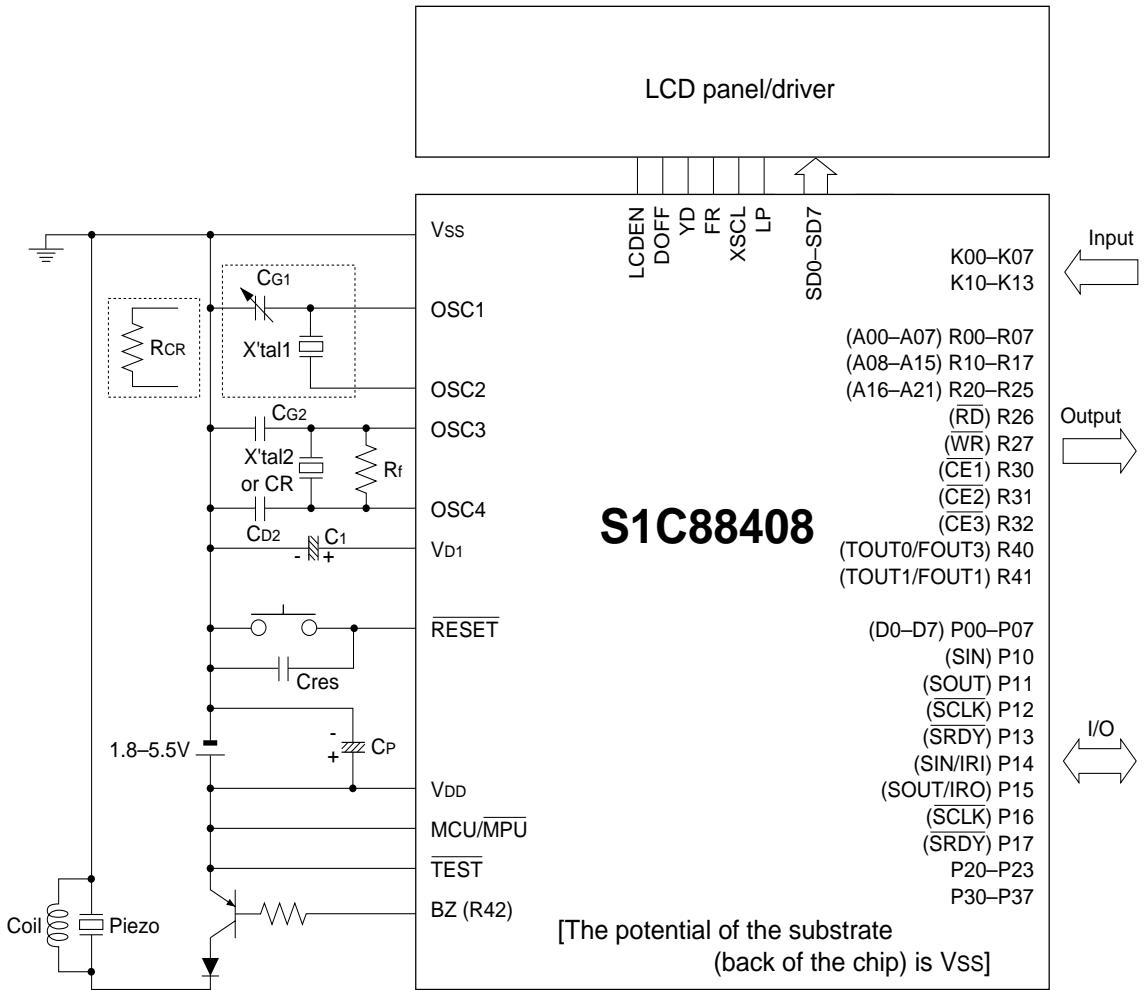 LCD panel/driver
LCDEN
DOFF
YD
FR
XSCL
LP
SD0–SD7
VSS
OSC1
OSC2
OSC3
OSC4
VD1
RESET
VDD
MCU/MPU
TEST
BZ (R42)
CG1
X'tal1
RCR
CG2
X'tal2
or CR
Rf
CD2
C1
- +
Cres
1.8–5.5V
-
+
CP
Coil
Piezo
S1C88408
K00–K07
K10–K13
Input
(A00–A07) R00–R07
(A08–A15) R10–R17
(A16–A21) R20–R25
(RD) R26
(WR) R27
(CE1) R30
(CE2) R31
(CE3) R32
(TOUT0/FOUT3) R40
(TOUT1/FOUT1) R41
Output
(D0–D7) P00–P07
(SIN) P10
(SOUT) P11
(SCLK) P12
(SRDY) P13
(SIN/IRI) P14
(SOUT/IRO) P15
(SCLK) P16
(SRDY) P17
P20–P23
P30–P37
I/O
[The potential of the substrate
(back of the chip) is VSS]